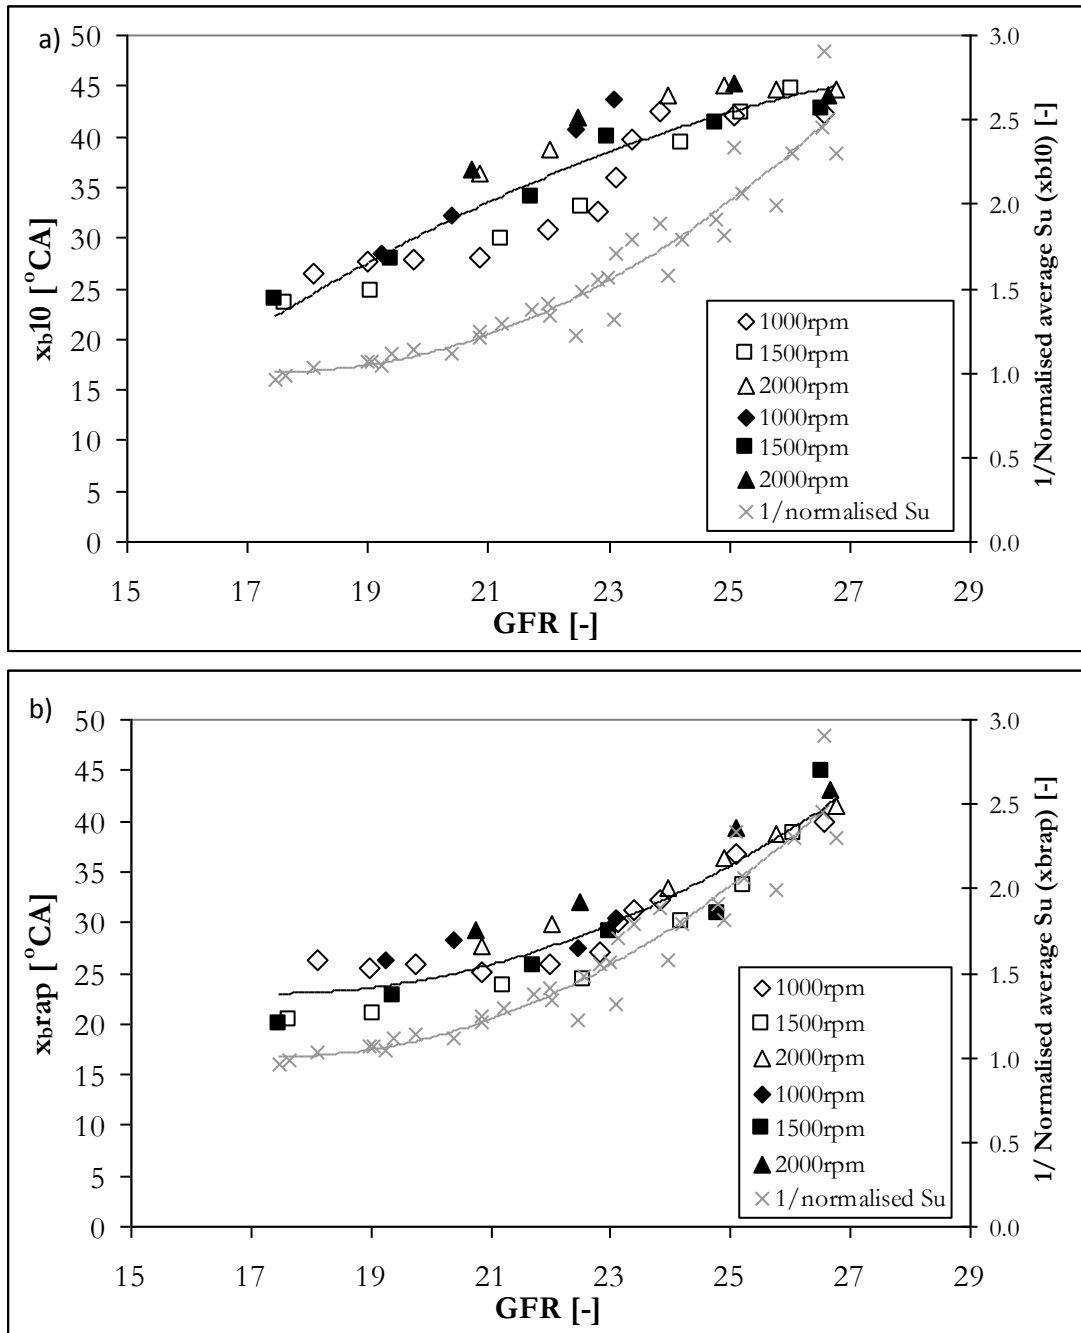 a)
50
45
40
35
30
25
20
15
10
5
0
x_b10 [°CA]
3.0
2.5
2.0
1.5
1.0
0.5
0.0
1/Normalised average Su (xb10) [-]
1000rpm
1500rpm
2000rpm
1000rpm
1500rpm
2000rpm
1/normalised Su
15 17 19 21 23 25 27 29
GFR [-]
b)
50
45
40
35
30
25
20
15
10
5
0
x_brap [°CA]
3.0
2.5
2.0
1.5
1.0
0.5
0.0
1/ Normalised average Su (xbrap) [-]
1000rpm
1500rpm
2000rpm
1000rpm
1500rpm
2000rpm
1/normalised Su
15 17 19 21 23 25 27 29
GFR [-]